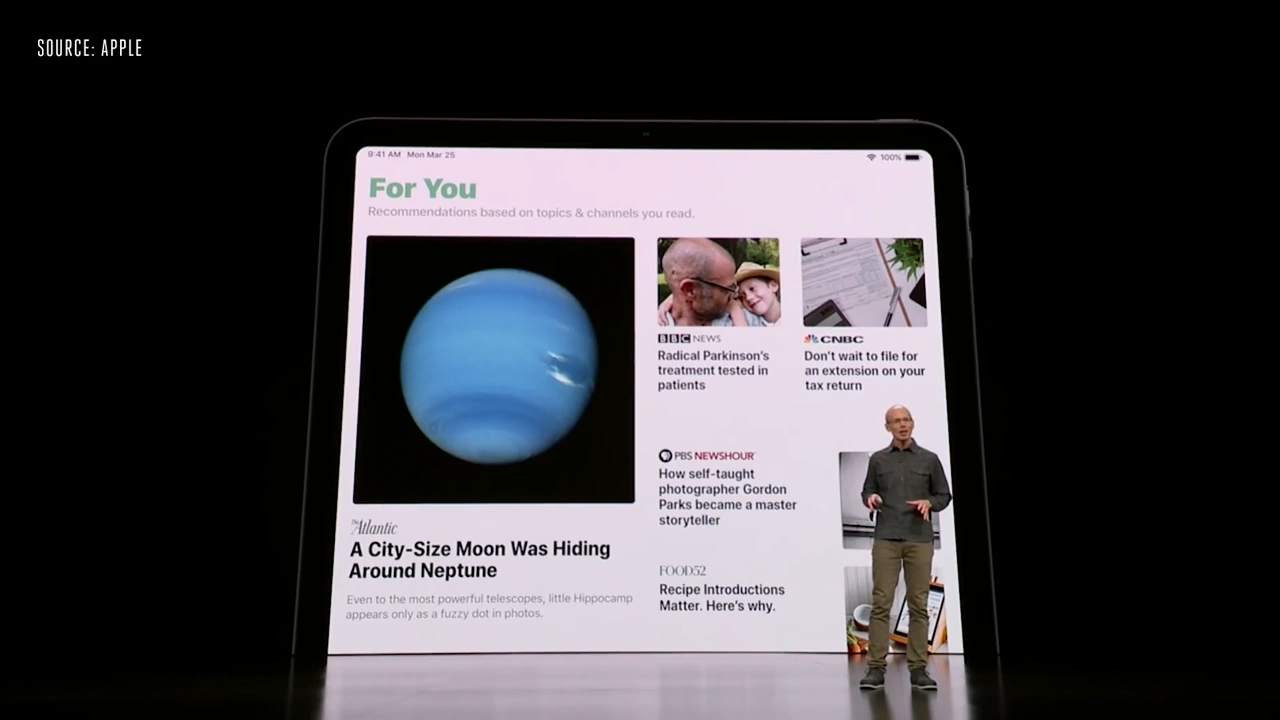 SOURCE: APPLE
9:41 AM Mon Mar 25
100%
For You
Recommendations based on topics & channels you read.
BBC NEWS
Radical Parkinson's
treatment tested in
patients
CNBC
Don't wait to file for
an extension on your
tax return
PBS NEWSHOUR
How self-taught
photographer Gordon
Parks became a master
storyteller
The Atlantic
A City-Size Moon Was Hiding
Around Neptune
Even to the most powerful telescopes, little Hippocamp
appears only as a fuzzy dot in photos.
FOOD52
Recipe Introductions
Matter. Here's why.